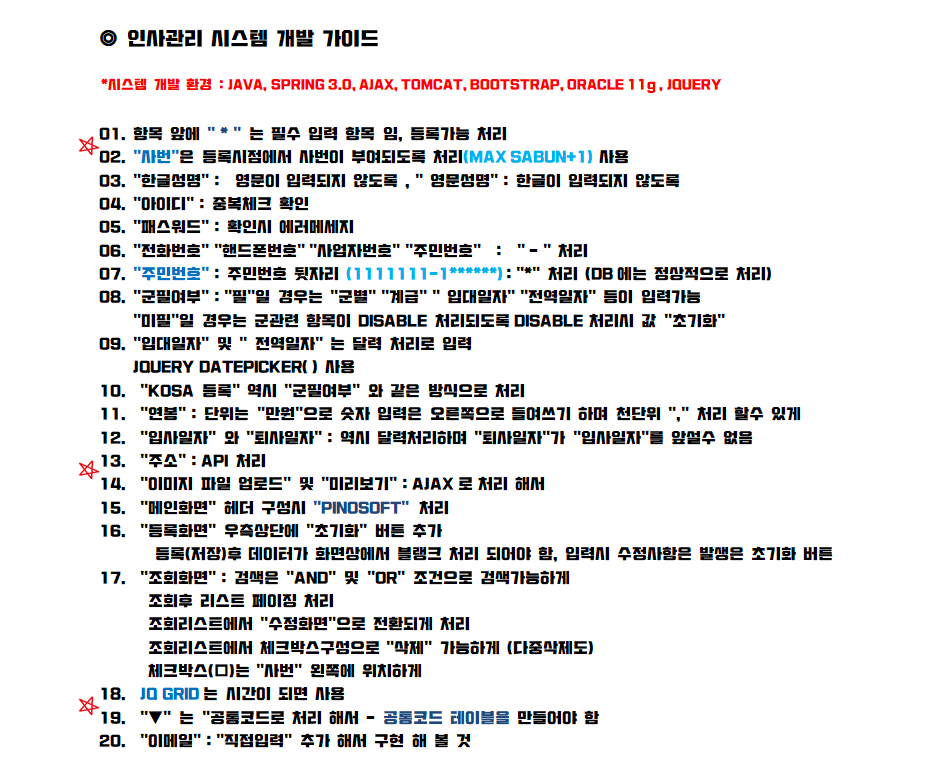 ◎ 인사관리 시스템 개발 가이드
*시스템 개발 환경 : JAVA, SPRING 3.0, AJAX, TOMCAT, BOOTSTRAP, ORACLE 11g , JQUERY
01. 항목 앞에 " * " 는 필수 입력 항목 임, 등록가능 처리
02. "사번"은 등록시점에서 사번이 부여되도록 처리(MAX SABUN+1) 사용
03. "한글성명" : 영문이 입력되지 않도록 , " 영문성명" : 한글이 입력되지 않도록
04. "아이디" : 중복체크 확인
05. "패스워드" : 확인시 에러메세지
06. "전화번호" "핸드폰번호" "사업자번호" "주민번호" : " - " 처리
07. "주민번호" : 주민번호 뒷자리 (1111111-1******) : "*" 처리 (DB 에는 정상적으로 처리)
08. "군필여부" : "필"일 경우는 "군별" "계급" " 입대일자" "전역일자" 등이 입력가능
"미필"일 경우는 군관련 항목이 DISABLE 처리되도록 DISABLE 처리시 값 "초기화"
09. "입대일자" 및 " 전역일자" 는 달력 처리로 입력
JQUERY DATEPICKER( ) 사용
10. "KOSA 등록" 역시 "군필여부" 와 같은 방식으로 처리
11. "연봉" : 단위는 "만원"으로 숫자 입력은 오른쪽으로 들여쓰기 하며 천단위 "," 처리 할수 있게
12. "입사일자" 와 "퇴사일자" : 역시 달력처리하며 "퇴사일자"가 "입사일자"를 앞설수 없음
13. "주소" : API 처리
14. "이미지 파일 업로드" 및 "미리보기" : AJAX 로 처리 해서
15. "메인화면" 헤더 구성시 "PINOSOFT" 처리
16. "등록화면" 우측상단에 "초기화" 버튼 추가
등록(저장)후 데이터가 화면상에서 블랭크 처리 되어야 함, 입력시 수정사항은 발생은 초기화 버튼
17. "조회화면" : 검색은 "AND" 및 "OR" 조건으로 검색가능하게
조회후 리스트 페이징 처리
조회리스트에서 "수정화면"으로 전환되게 처리
조회리스트에서 체크박스구성으로 "삭제" 가능하게 (다중삭제도)
체크박스(□)는 "사번" 왼쪽에 위치하게
18. JQ GRID 는 시간이 되면 사용
19. "▼" 는 "공통코드로 처리 해서 - 공통코드 테이블을 만들어야 함
20. "이메일" : "직접입력" 추가 해서 구현 해 볼 것